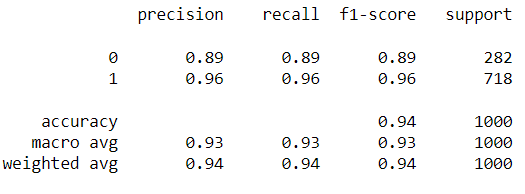 precision recall f1-score support
0 0.89 0.89 0.89 282
1 0.96 0.96 0.96 718
accuracy 0.94 1000
macro avg 0.93 0.93 0.93 1000
weighted avg 0.94 0.94 0.94 1000